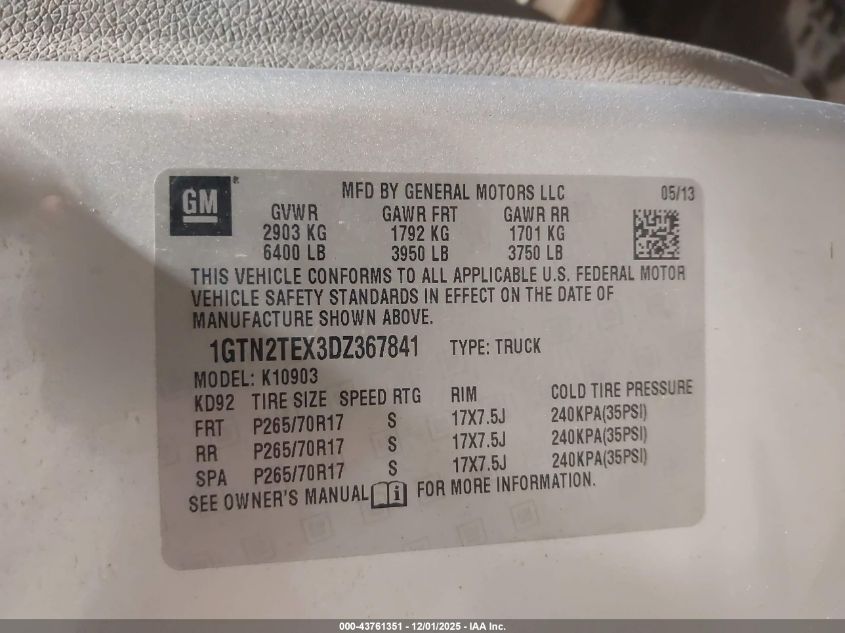 GM
MFD BY GENERAL MOTORS LLC 05/13
GVWR GAWR FRT GAWR RR
2903 KG 1792 KG 1701 KG
6400 LB 3950 LB 3750 LB
THIS VEHICLE CONFORMS TO ALL APPLICABLE U.S. FEDERAL MOTOR
VEHICLE SAFETY STANDARDS IN EFFECT ON THE DATE OF
MANUFACTURE SHOWN ABOVE.
1GTN2TEX3DZ367841 TYPE: TRUCK
MODEL: K10903
KD92 TIRE SIZE SPEED RTG RIM COLD TIRE PRESSURE
FRT P265/70R17 S 17X7.5J 240KPA(35PSI)
RR P265/70R17 S 17X7.5J 240KPA(35PSI)
SPA P265/70R17 S 17X7.5J 240KPA(35PSI)
SEE OWNER'S MANUAL FOR MORE INFORMATION.
000-43761351 | 12/01/2025 - IAA Inc.